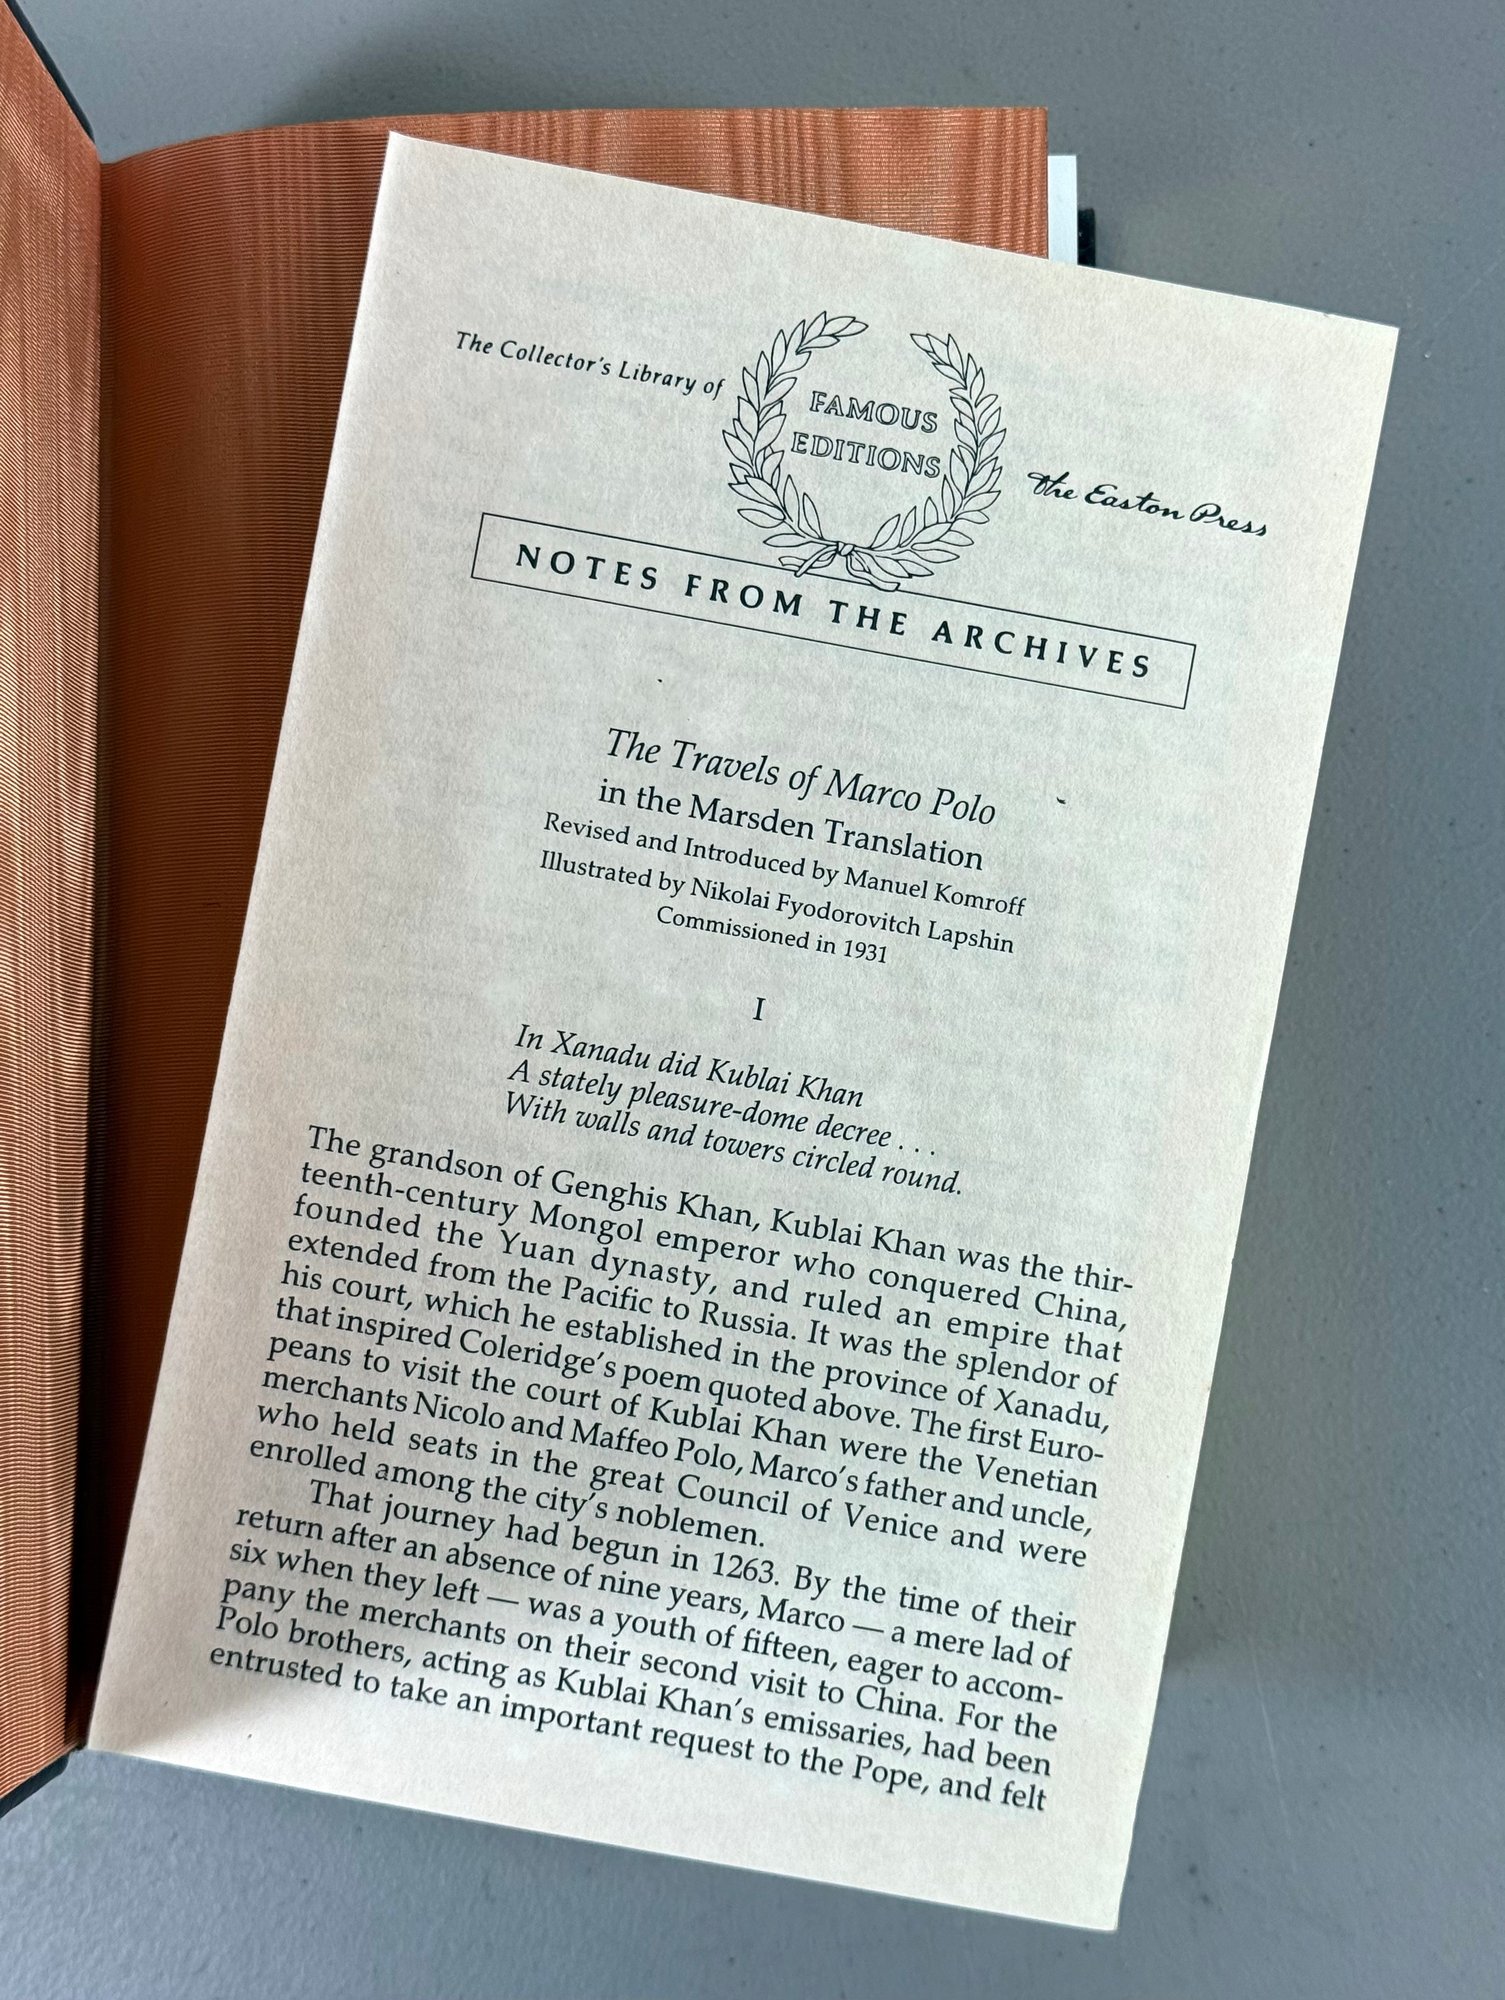 The Collector's Library of
FAMOUS
EDITIONS
The Easton Press
NOTES FROM THE ARCHIVES
The Travels of Marco Polo
in the Marsden Translation
Revised and Introduced by Manuel Komroff
Illustrated by Nikolai Fyodorovitch Lapshin
Commissioned in 1931
I
In Xanadu did Kublai Khan
A stately pleasure-dome decree . . .
With walls and towers circled round.
The grandson of Genghis Khan, Kublai Khan was the thir-
teenth-century Mongol emperor who conquered China,
founded the Yuan dynasty, and ruled an empire that
extended from the Pacific to Russia. It was the splendor of
his court, which he established in the province of Xanadu,
that inspired Coleridge's poem quoted above. The first Euro-
peans to visit the court of Kublai Khan were the Venetian
merchants Nicolo and Maffeo Polo, Marco's father and uncle,
who held seats in the great Council of Venice and were
enrolled among the city's noblemen.
That journey had begun in 1263. By the time of their
return after an absence of nine years, Marco — a mere lad of
six when they left — was a youth of fifteen, eager to accom-
pany the merchants on their second visit to China. For the
Polo brothers, acting as Kublai Khan's emissaries, had been
entrusted to take an important request to the Pope, and felt